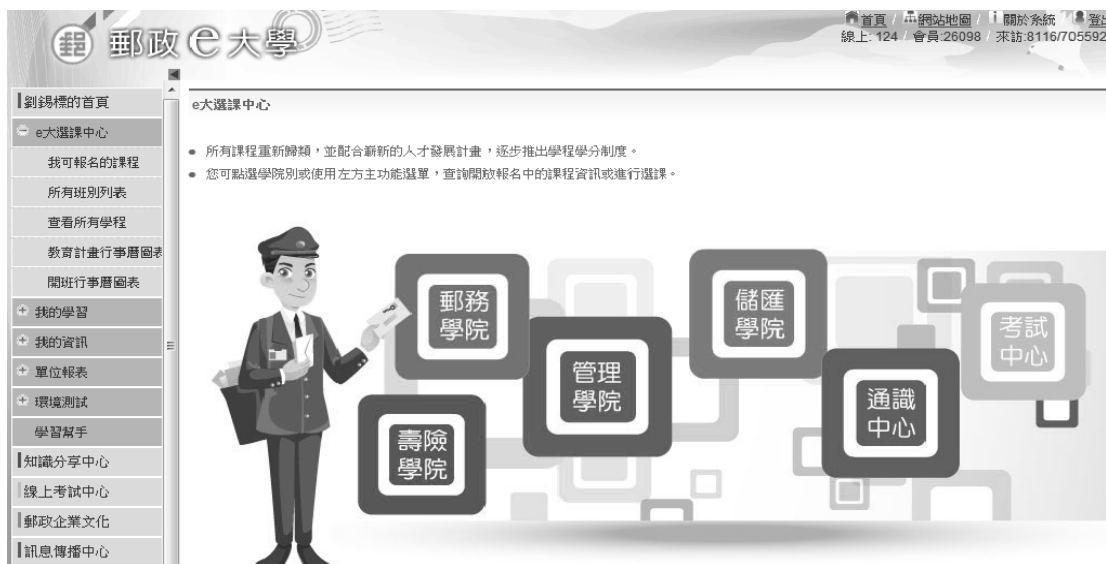 首頁 / 網站地圖 / 關於系統
線上: 124 / 會員:26098 / 來訪:8116/705592
郵 郵政e大學
劉錫標的首頁
e大選課中心
我可報名的課程
所有班別列表
查看所有學程
教育計畫行事曆圖表
開班行事曆圖表
我的學習
我的資訊
單位報表
環境測試
學習幫手
知識分享中心
線上考試中心
郵政企業文化
訊息傳播中心
e大選課中心
所有課程重新歸類，並配合嶄新的人才發展計畫，逐步推出學程學分制度。
您可點選學院別或使用左方主功能選單，查詢開放報名中的課程資訊或進行選課。
郵務
學院
壽險
學院
管理
學院
儲匯
學院
通識
中心
考試
中心